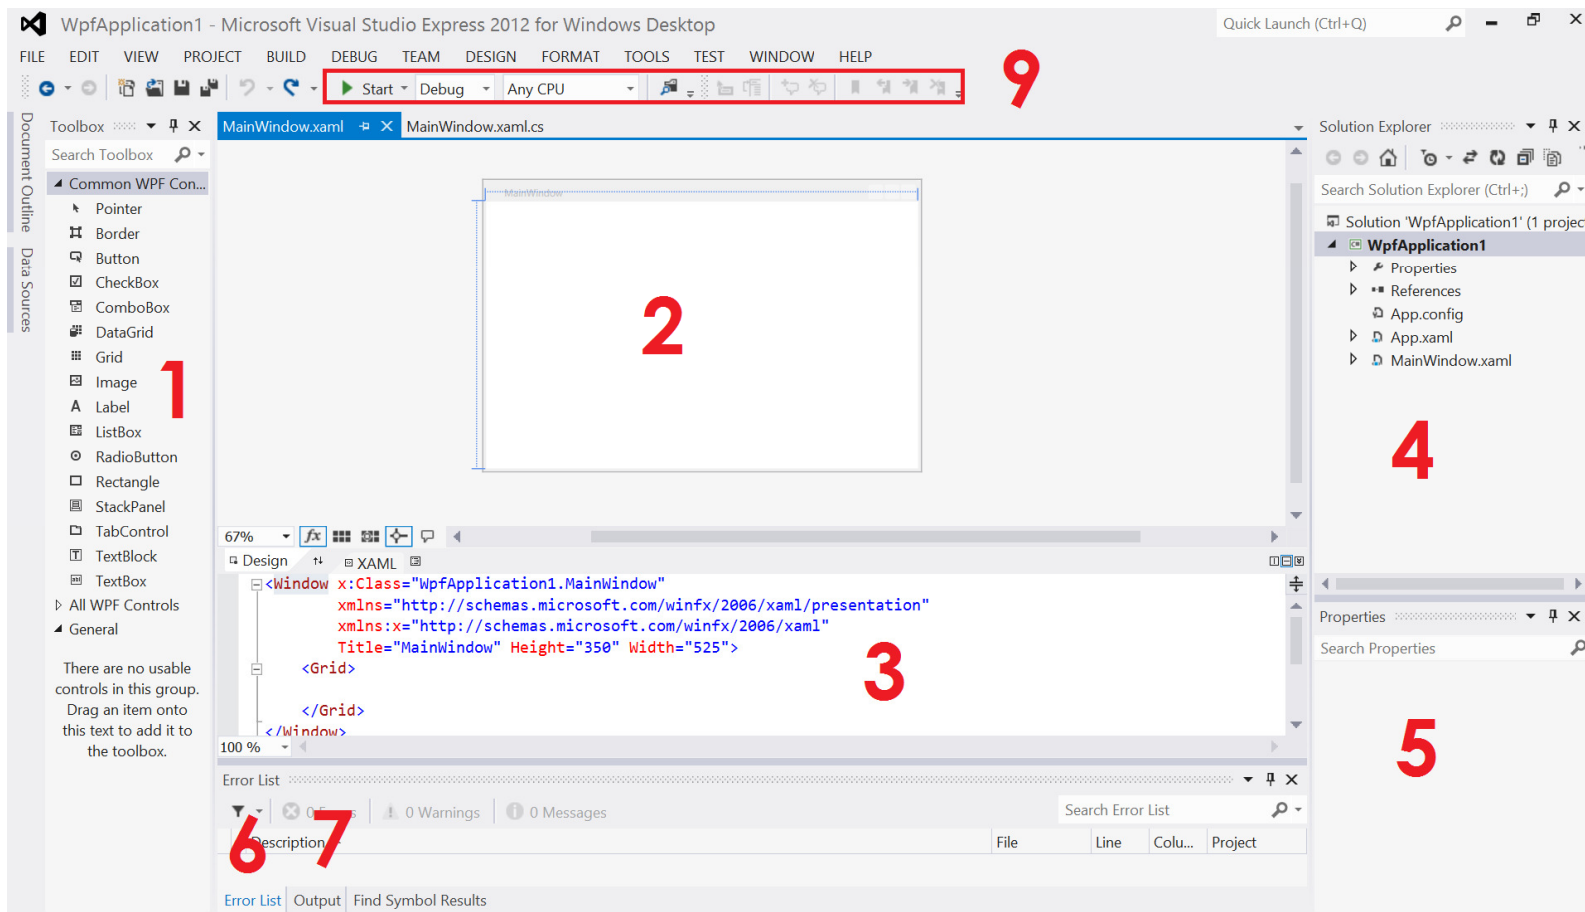 WpfApplication1 - Microsoft Visual Studio Express 2012 for Windows Desktop
Quick Launch (Ctrl+Q)
FILE EDIT VIEW PROJECT BUILD DEBUG TEAM DESIGN FORMAT TOOLS TEST WINDOW HELP
9
Start Debug Any CPU
Document Outline
Data Sources
Toolbox
Search Toolbox
Common WPF Con...
Pointer
Border
Button
CheckBox
ComboBox
DataGrid
Grid
Image
1
Label
ListBox
RadioButton
Rectangle
StackPanel
TabControl
TextBlock
TextBox
All WPF Controls
General
There are no usable
controls in this group.
Drag an item onto
this text to add it to
the toolbox.
MainWindow.xaml MainWindow.xaml.cs
MainWindow
2
67% fx
Design XAML
<Window x:Class="WpfApplication1.MainWindow"
xmlns="http://schemas.microsoft.com/winfx/2006/xaml/presentation"
xmlns:x="http://schemas.microsoft.com/winfx/2006/xaml"
Title="MainWindow" Height="350" Width="525">
<Grid>
3
</Grid>
</Window>
100 %
Error List
0 Warnings 0 Messages Search Error List
6 7
Description File Line Colu... Project
Error List Output Find Symbol Results
Solution Explorer
Search Solution Explorer (Ctrl+;)
Solution 'WpfApplication1' (1 project
WpfApplication1
Properties
References
App.config
App.xaml
MainWindow.xaml
4
Properties
Search Properties
5